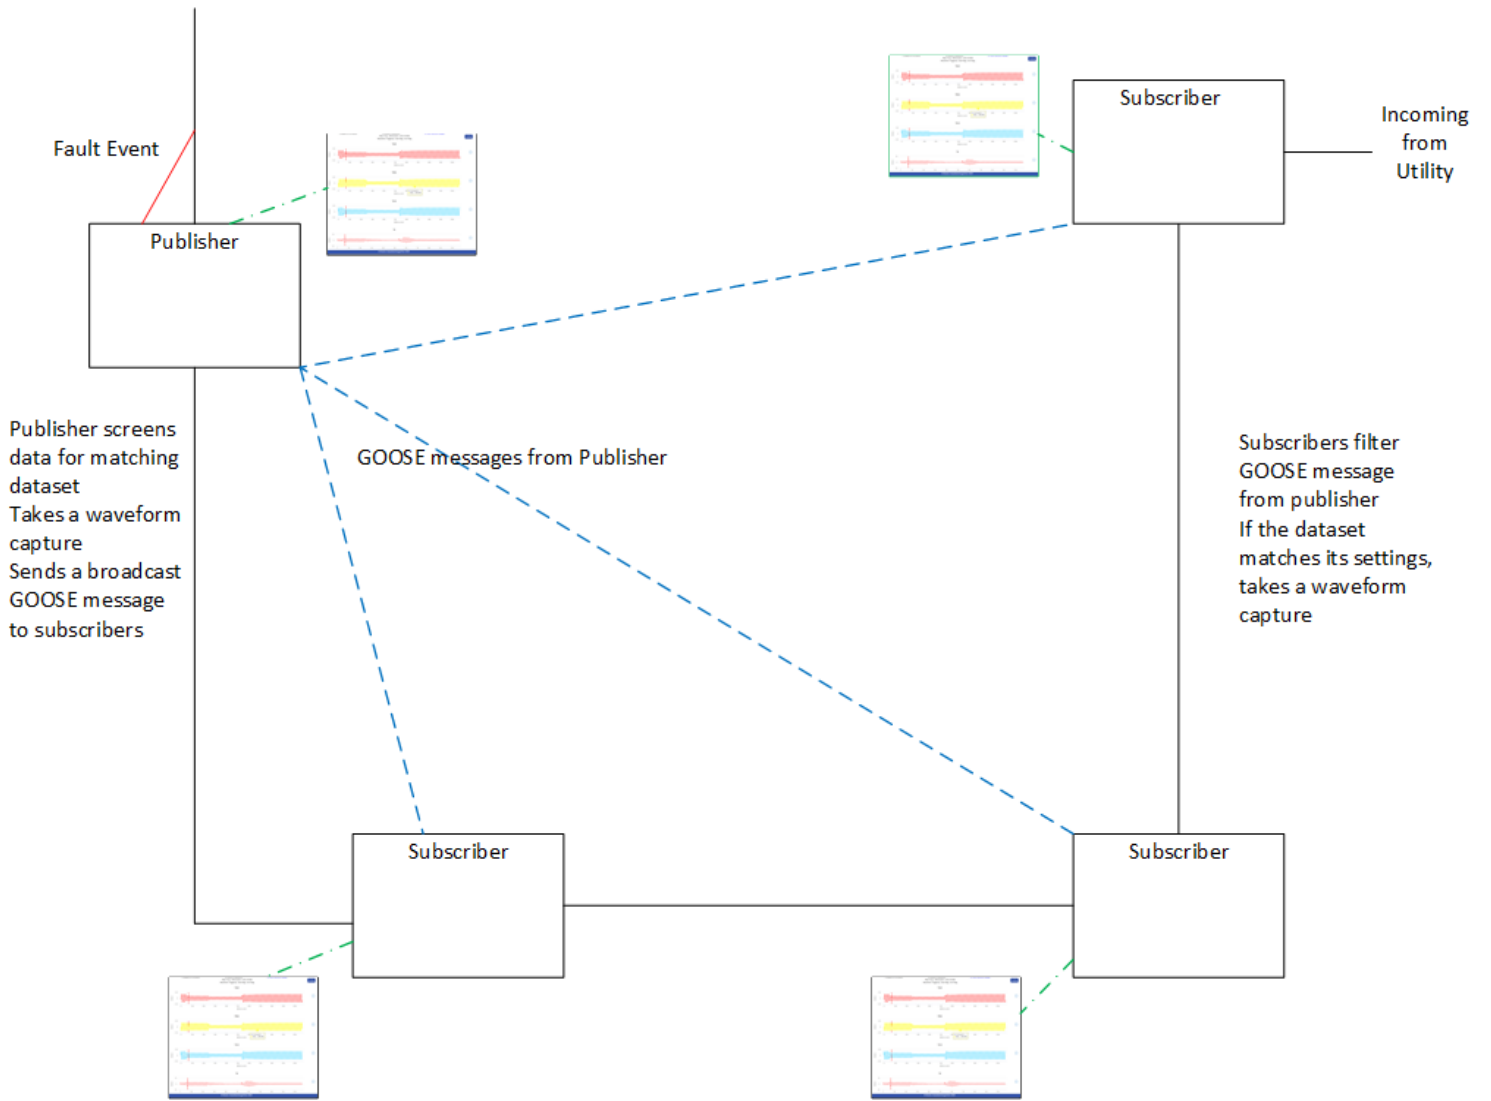 Subscriber
Incoming
from
Utility
Fault Event
Publisher
Publisher screens
data for matching
dataset
Takes a waveform
capture
Sends a broadcast
GOOSE message
to subscribers
GOOSE messages from Publisher
Subscribers filter
GOOSE message
from publisher
If the dataset
matches its settings,
takes a waveform
capture
Subscriber
Subscriber